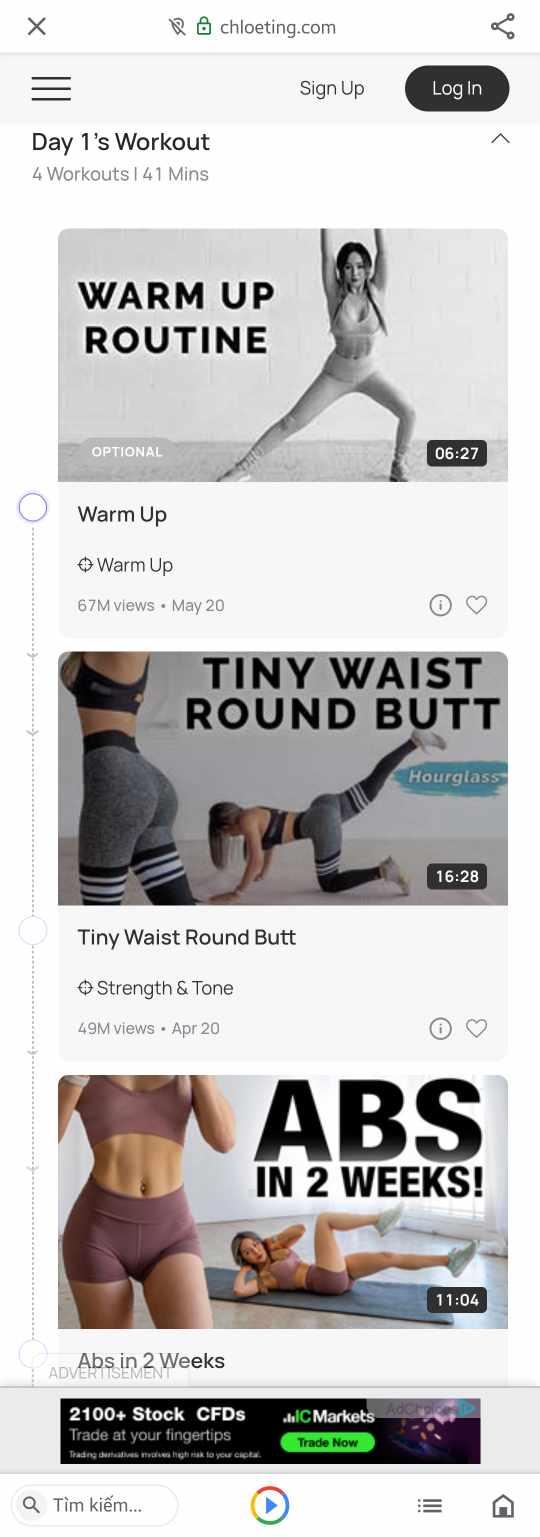 chloeting.com
Sign Up
Log In
Day 1's Workout
4 Workouts | 41 Mins
WARM UP
ROUTINE
OPTIONAL
06:27
Warm Up
Warm Up
67M views • May 20
TINY WAIST
ROUND BUTT
Hourglass
16:28
Tiny Waist Round Butt
Strength & Tone
49M views • Apr 20
ABS
IN 2 WEEKS!
11:04
Abs in 2 Weeks
ADVERTISEMENT
2100+ Stock CFDs
Trade at your fingertips
Trading derivatives involves high risk to your capital.
IC Markets
Trade Now
AdChoices
Tìm kiếm...